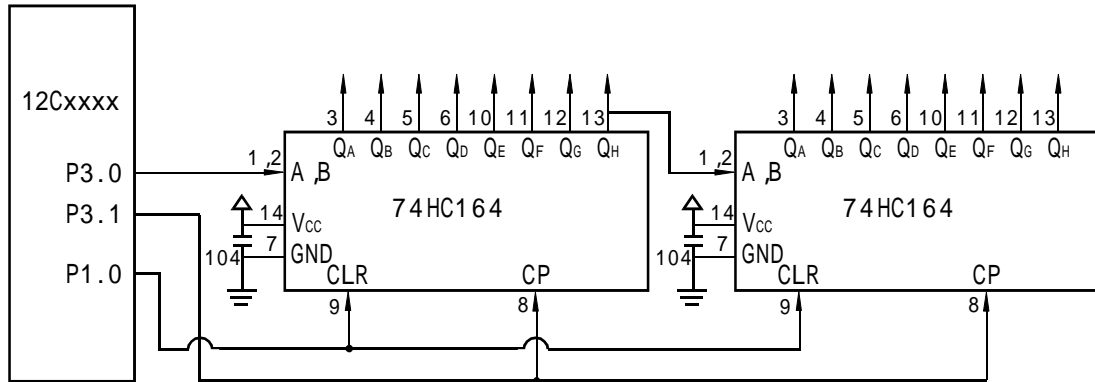 12Cxxxx
P3.0
P3.1
P1.0
3 4 5 6 10 11 12 13
QA QB QC QD QE QF QG QH
1,2
A,B
74HC164
14
Vcc
7
GND
104
CLR
CP
9
8
3 4 5 6 10 11 12 13
QA QB QC QD QE QF QG QH
1,2
A,B
74HC164
14
Vcc
7
GND
104
CLR
CP
9
8